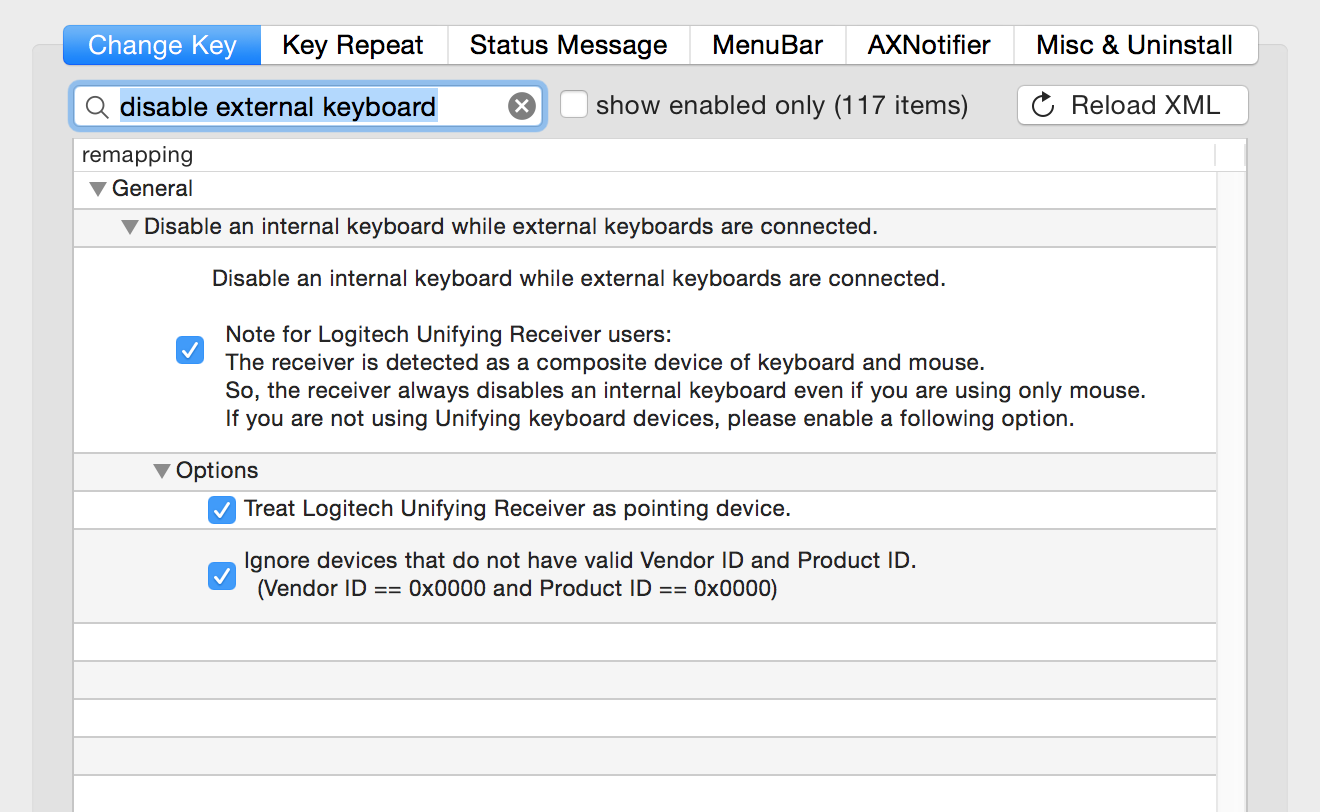 Change Key Key Repeat Status Message MenuBar AXNotifier Misc & Uninstall
disable external keyboard show enabled only (117 items) Reload XML
remapping
General
Disable an internal keyboard while external keyboards are connected.
Disable an internal keyboard while external keyboards are connected.
Note for Logitech Unifying Receiver users:
The receiver is detected as a composite device of keyboard and mouse.
So, the receiver always disables an internal keyboard even if you are using only mouse.
If you are not using Unifying keyboard devices, please enable a following option.
Options
Treat Logitech Unifying Receiver as pointing device.
Ignore devices that do not have valid Vendor ID and Product ID.
(Vendor ID == 0x0000 and Product ID == 0x0000)